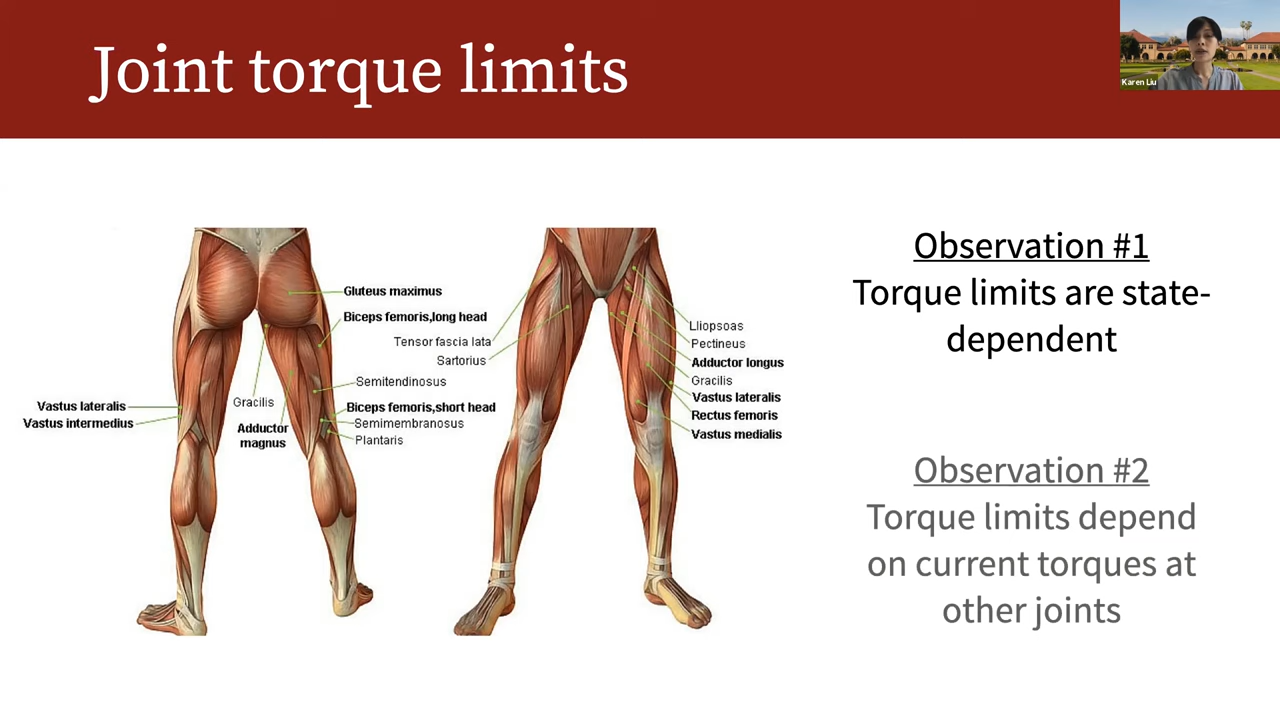 Joint torque limits
Karen Liu
Gluteus maximus
Biceps femoris,long head
Tensor fascia lata
Sartorius
Semitendinosus
Gracilis
Vastus lateralis
Vastus intermedius
Biceps femoris,short head
Semimembranosus
Adductor
magnus
Plantaris
Lliopsoas
Pectineus
Adductor longus
Gracilis
Vastus lateralis
Rectus femoris
Vastus medialis
Observation #1
Torque limits are state-
dependent
Observation #2
Torque limits depend
on current torques at
other joints